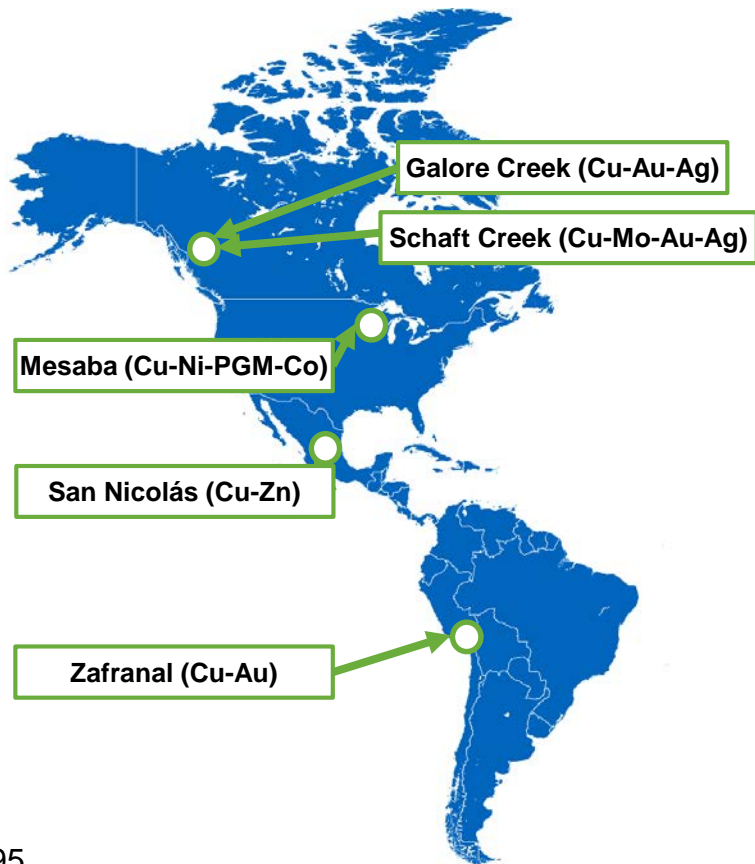 Galore Creek (Cu-Au-Ag)
Schaft Creek (Cu-Mo-Au-Ag)
Mesaba (Cu-Ni-PGM-Co)
San Nicolás (Cu-Zn)
Zafranal (Cu-Au)
95